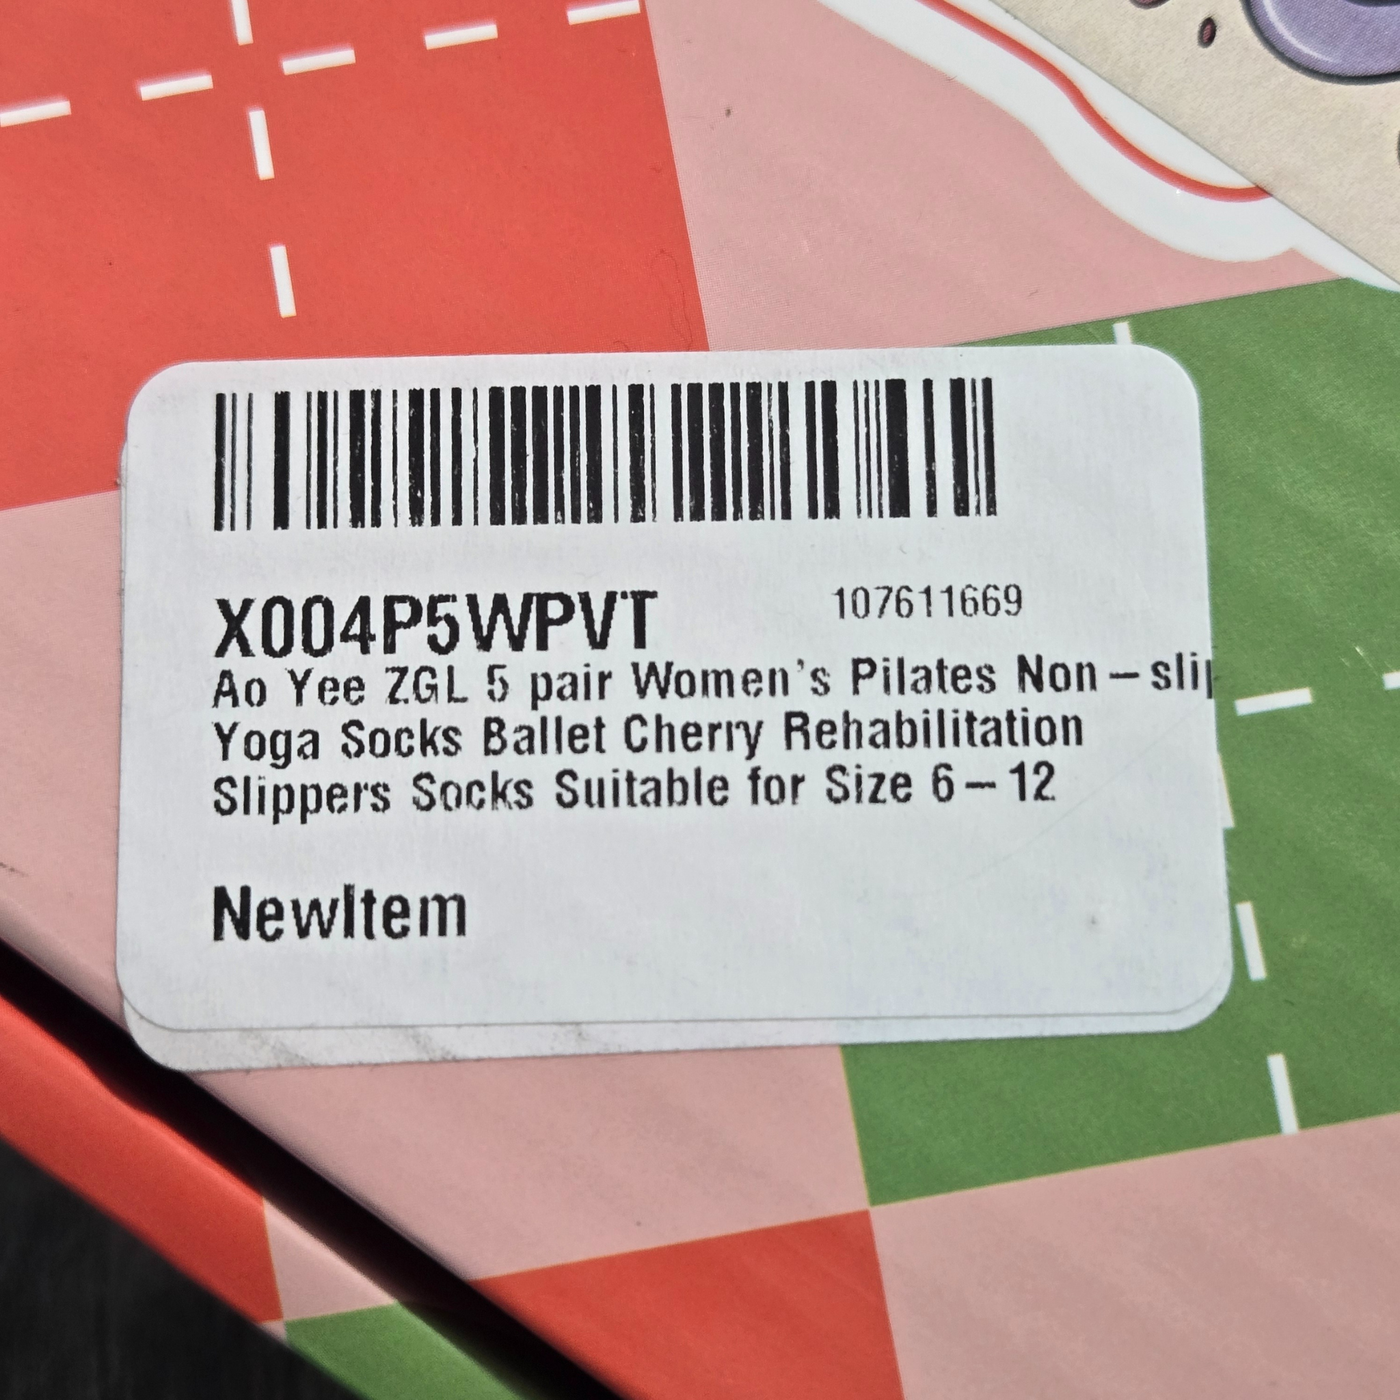 X004P5WPVT 107611669
Ao Yee ZGL 5 pair Women's Pilates Non-slip
Yoga Socks Ballet Cherry Rehabilitation
Slippers Socks Suitable for Size 6-12
NewItem